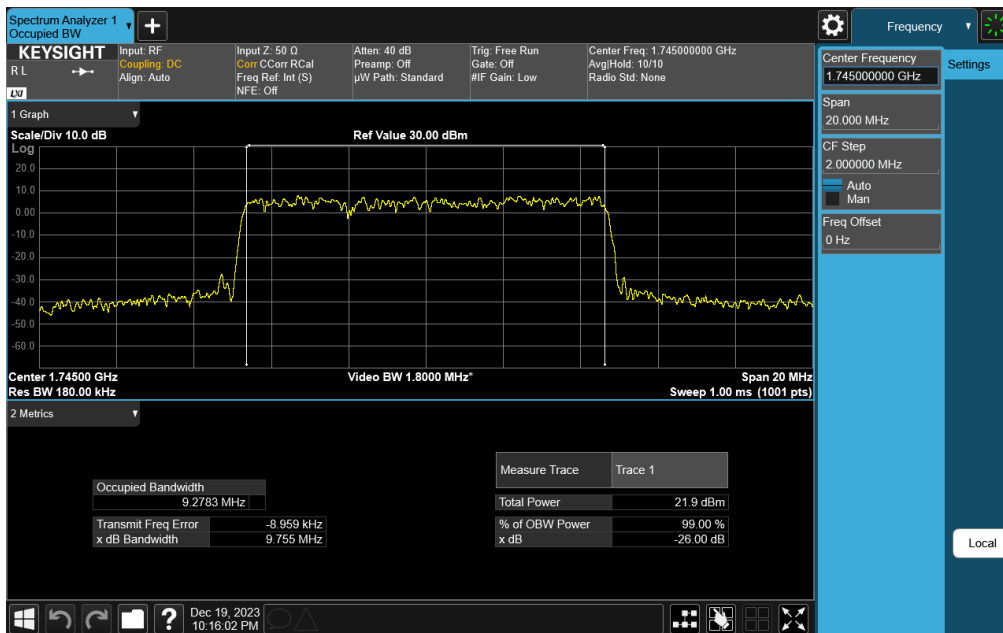 Spectrum Analyzer 1
Occupied BW
Frequency
KEYSIGHT
R L
LXI
Input: RF
Coupling: DC
Align: Auto
Input Z: 50 Ω
Corr CCorr RCal
Freq Ref: Int (S)
NFE: Off
Atten: 40 dB
Preamp: Off
µW Path: Standard
Trig: Free Run
Gate: Off
#IF Gain: Low
Center Freq: 1.745000000 GHz
Avg|Hold: 10/10
Radio Std: None
Center Frequency
1.745000000 GHz
Settings
Span
20.000 MHz
CF Step
2.000000 MHz
Auto
Man
Freq Offset
0 Hz
1 Graph
Scale/Div 10.0 dB
Ref Value 30.00 dBm
Log
20.0
10.0
0.00
-10.0
-20.0
-30.0
-40.0
-50.0
-60.0
Center 1.74500 GHz
Video BW 1.8000 MHz*
Span 20 MHz
Res BW 180.00 kHz
Sweep 1.00 ms (1001 pts)
2 Metrics
Measure Trace
Trace 1
Occupied Bandwidth
9.2783 MHz
Total Power
21.9 dBm
Transmit Freq Error
-8.959 kHz
% of OBW Power
99.00 %
x dB Bandwidth
9.755 MHz
x dB
-26.00 dB
Local
?
Dec 19, 2023
10:16:02 PM